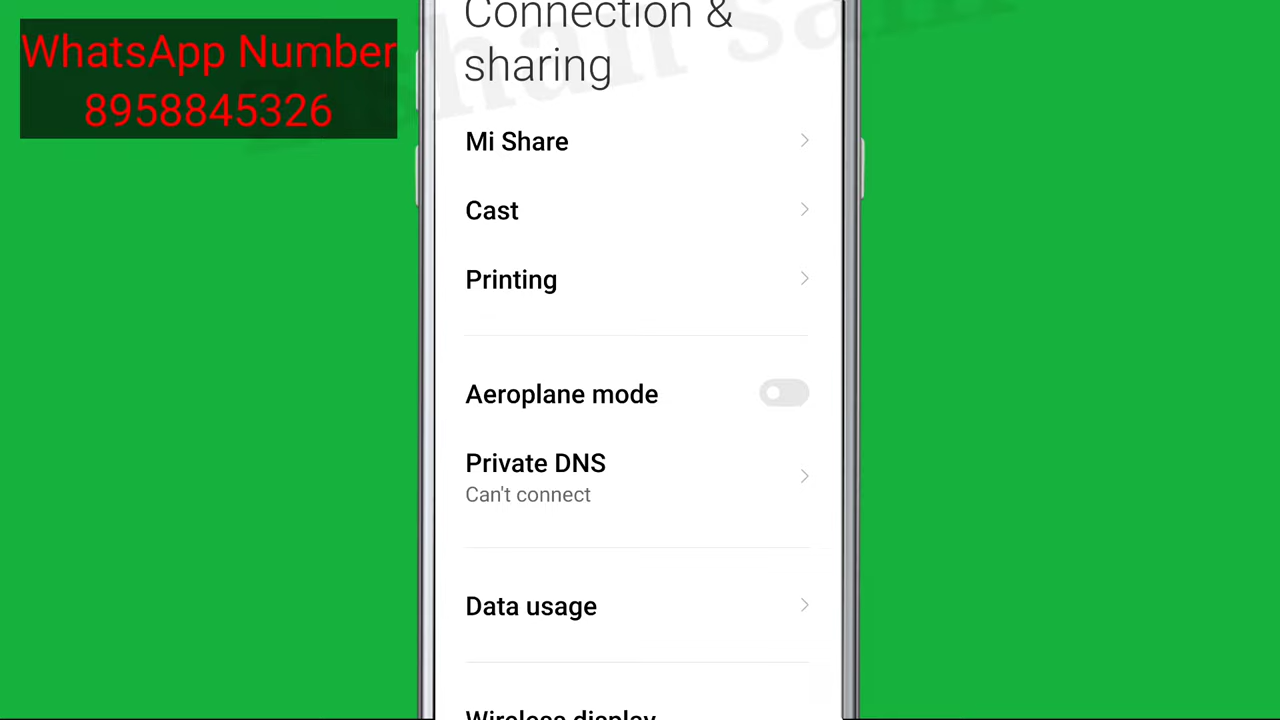 WhatsApp Number
8958845326
Connection &
sharing
Mi Share
Cast
Printing
Aeroplane mode
Private DNS
Can't connect
Data usage
Wireless display